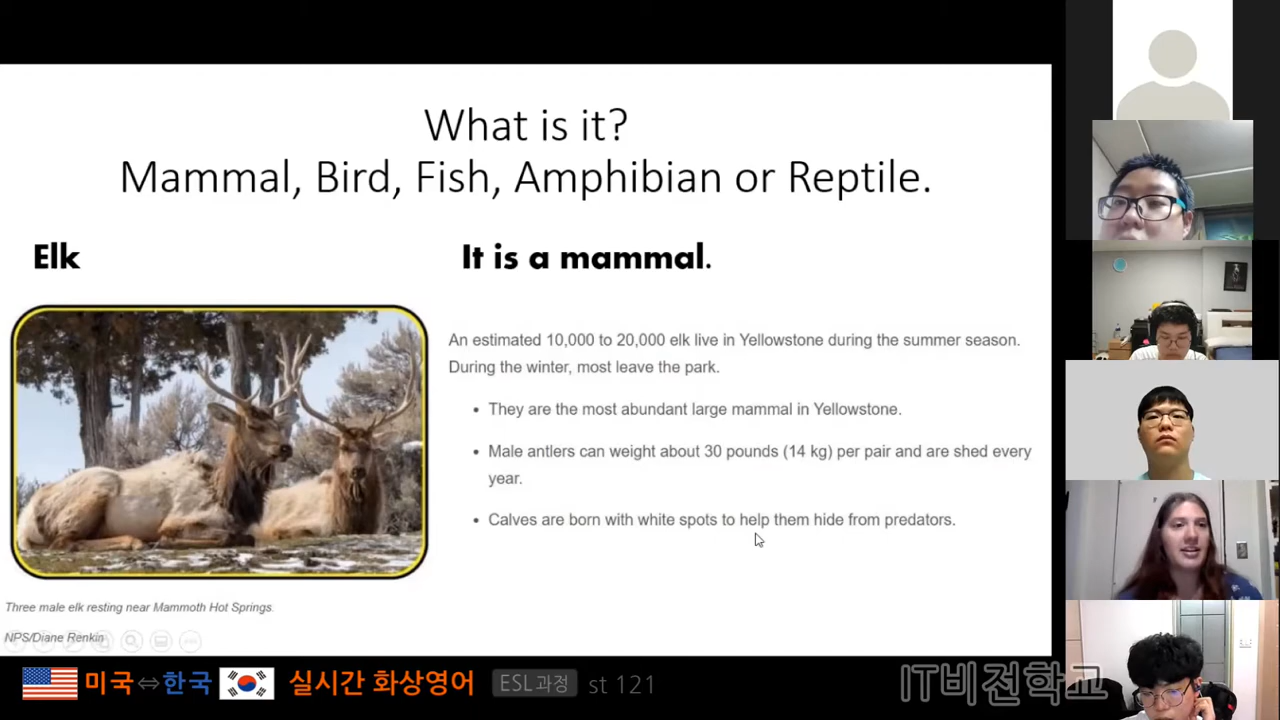 What is it?
Mammal, Bird, Fish, Amphibian or Reptile.
Elk
It is a mammal.
An estimated 10,000 to 20,000 elk live in Yellowstone during the summer season.
During the winter, most leave the park.
• They are the most abundant large mammal in Yellowstone.
• Male antlers can weight about 30 pounds (14 kg) per pair and are shed every
year.
• Calves are born with white spots to help them hide from predators.
Three male elk resting near Mammoth Hot Springs.
NPS/Diane Renkin
미국⇔한국 실시간 화상영어 ESL과정 st 121
IT비전학교